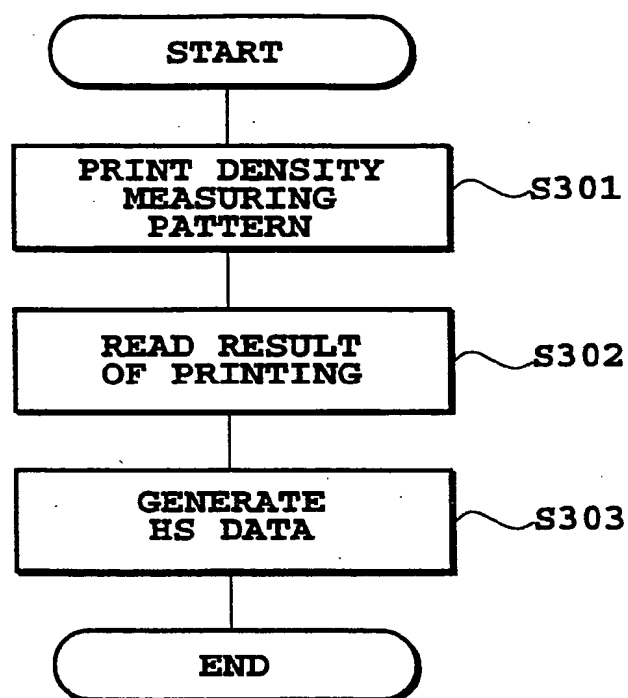 START
PRINT DENSITY
MEASURING
PATTERN
S301
READ RESULT
OF PRINTING
S302
GENERATE
HS DATA
S303
END